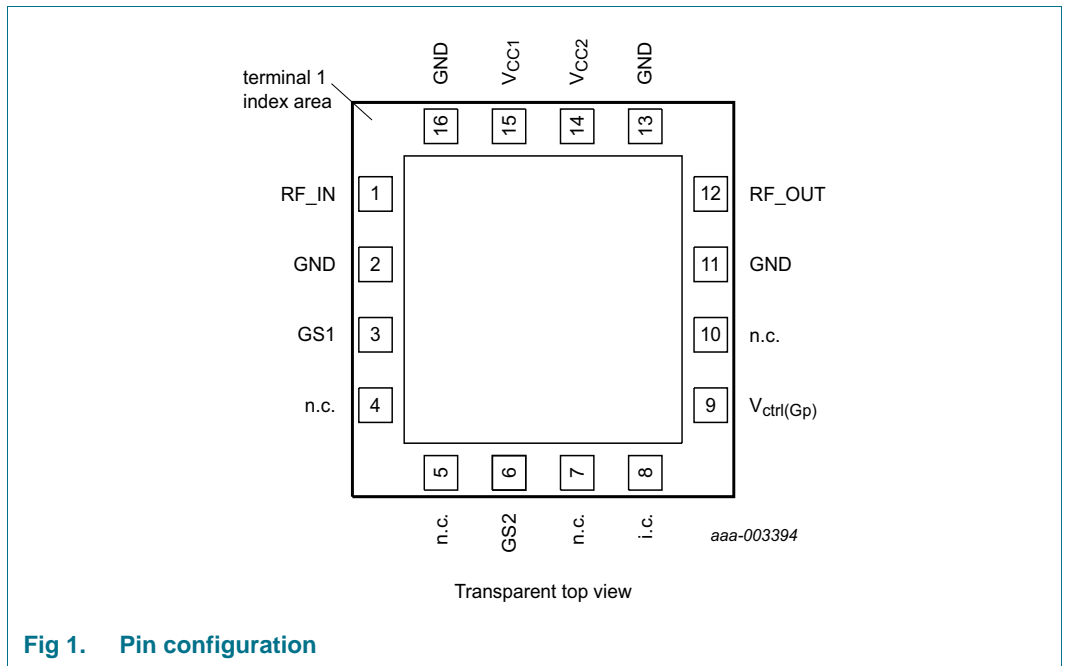 GND VCC1 VCC2 GND
terminal 1
index area
16 15 14 13
RF_IN 1 12 RF_OUT
GND 2 11 GND
GS1 3 10 n.c.
n.c. 4 9 Vctrl(Gp)
5 6 7 8
n.c. GS2 n.c. i.c.
aaa-003394
Transparent top view
Fig 1. Pin configuration